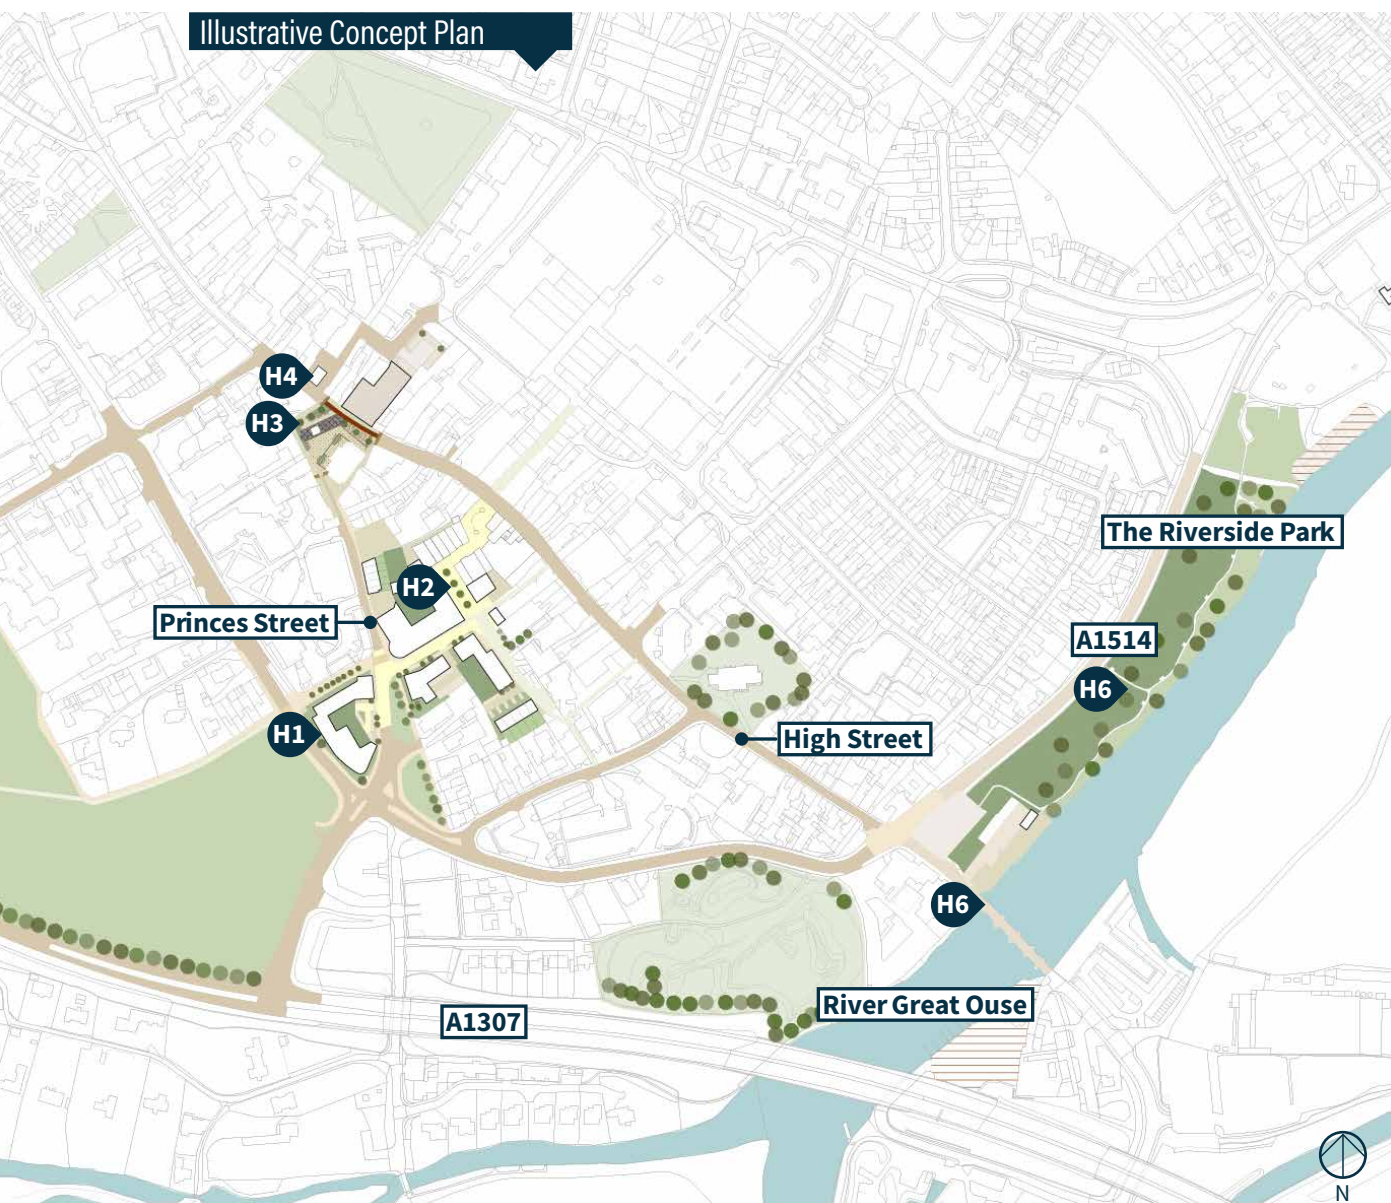 Illustrative Concept Plan
H4
H3
The Riverside Park
H2
Princes Street
A1514
H6
H1
High Street
H6
River Great Ouse
A1307
N